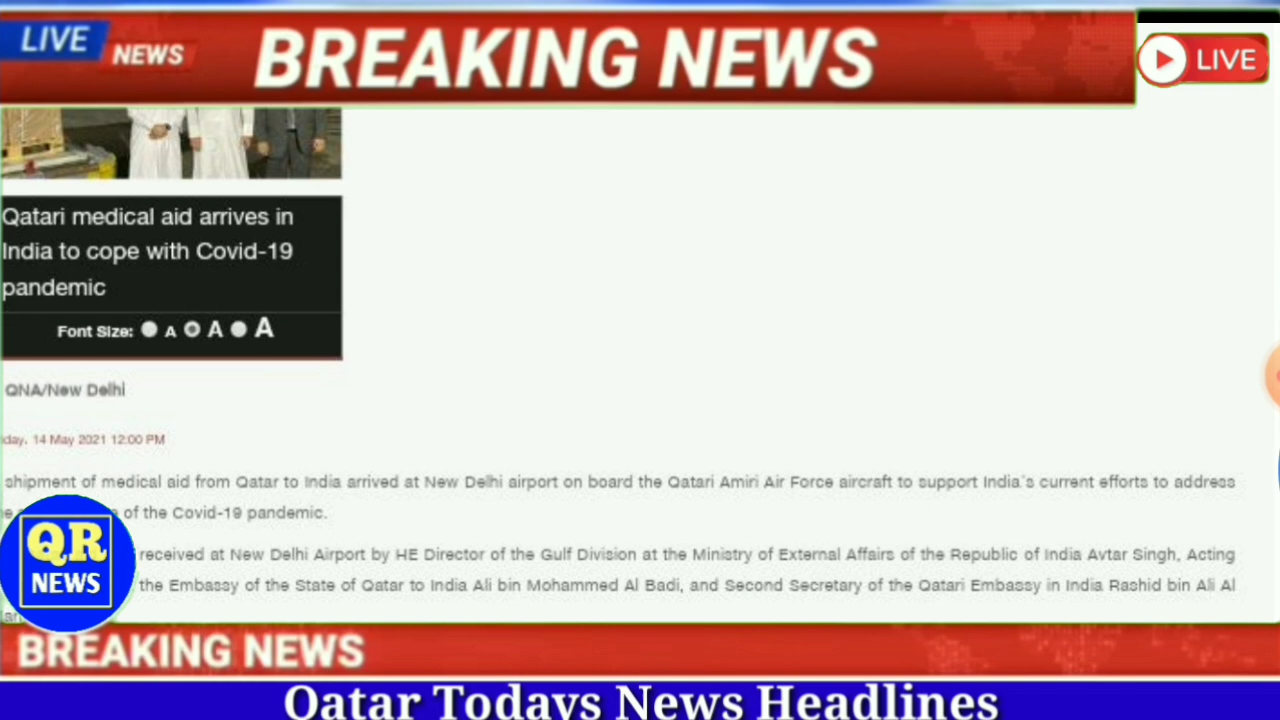 LIVE
NEWS
BREAKING NEWS
LIVE
Qatari medical aid arrives in
India to cope with Covid-19
pandemic
Font Size: A A A
QNA/New Delhi
day. 14 May 2021 12:00 PM
shipment of medical aid from Qatar to India arrived at New Delhi airport on board the Qatari Amiri Air Force aircraft to support India's current efforts to address
of the Covid-19 pandemic.
received at New Delhi Airport by HE Director of the Gulf Division at the Ministry of External Affairs of the Republic of India Avtar Singh, Acting
the Embassy of the State of Qatar to India Ali bin Mohammed Al Badi, and Second Secretary of the Qatari Embassy in India Rashid bin Ali Al
QR
NEWS
BREAKING NEWS
Qatar Todays News Headlines